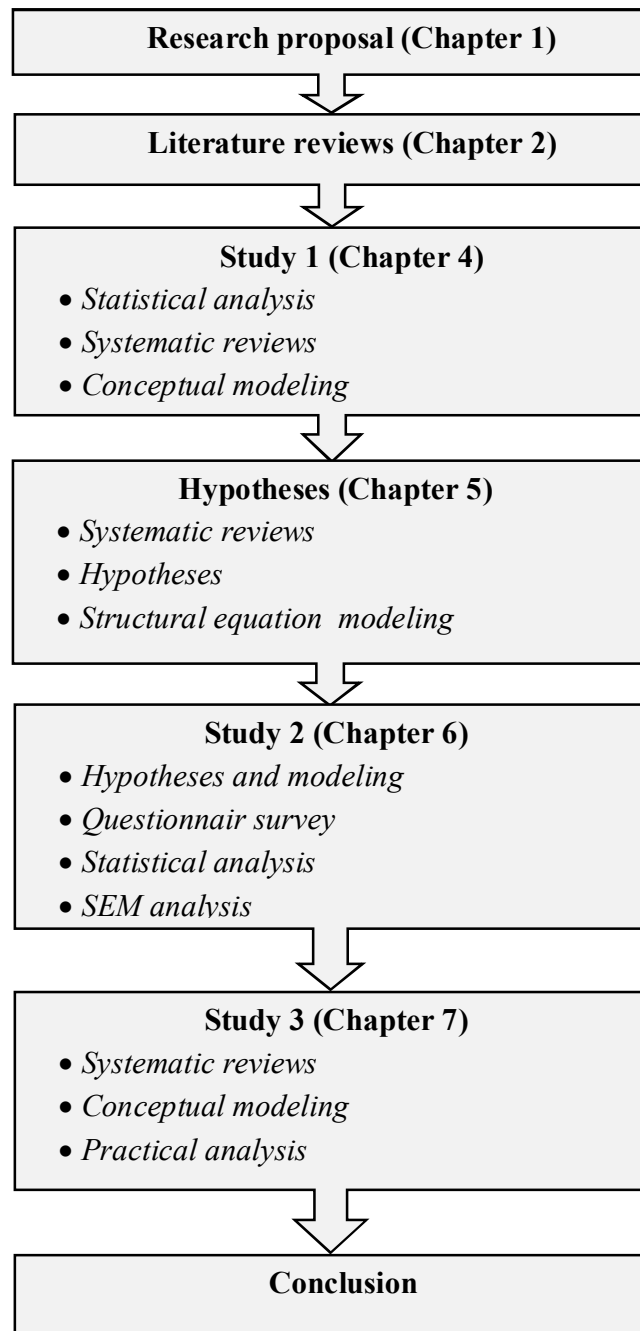 Research proposal (Chapter 1)
Literature reviews (Chapter 2)
Study 1 (Chapter 4)
• Statistical analysis
• Systematic reviews
• Conceptual modeling
Hypotheses (Chapter 5)
• Systematic reviews
• Hypotheses
• Structural equation modeling
Study 2 (Chapter 6)
• Hypotheses and modeling
• Questionnair survey
• Statistical analysis
• SEM analysis
Study 3 (Chapter 7)
• Systematic reviews
• Conceptual modeling
• Practical analysis
Conclusion